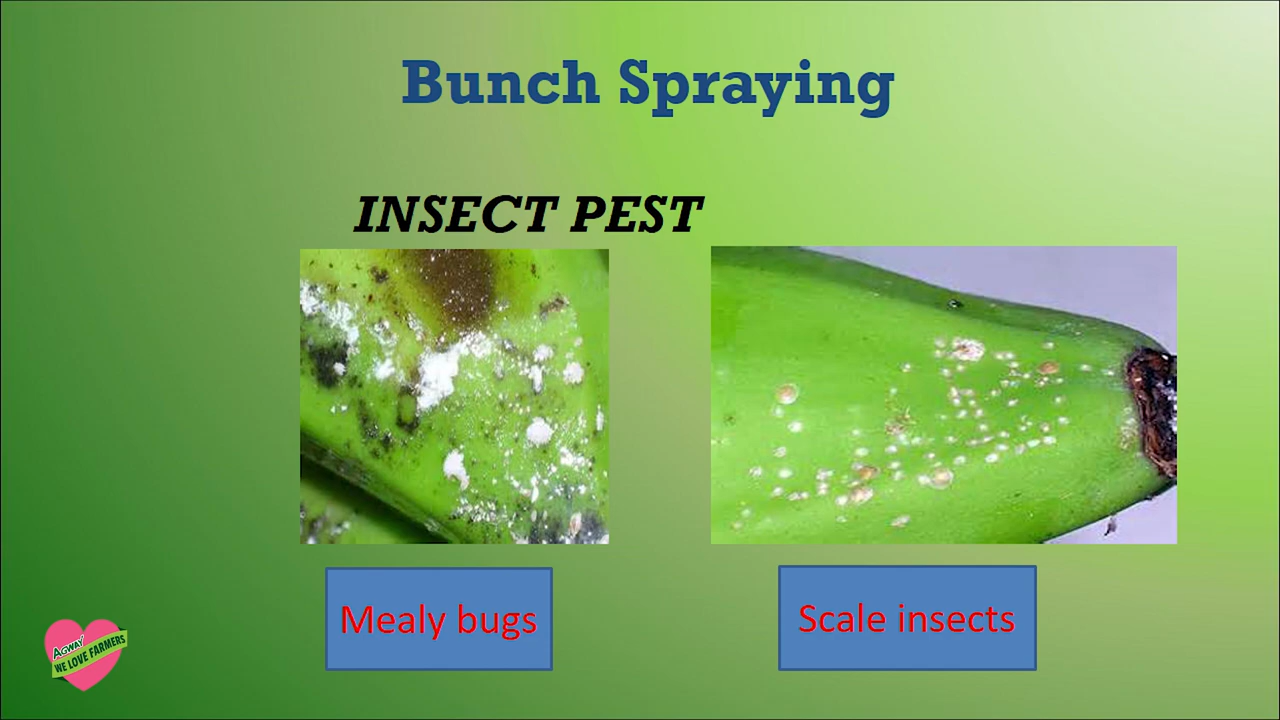 Bunch Spraying
INSECT PEST
Mealy bugs
Scale insects
AGWAY
WE LOVE FARMERS